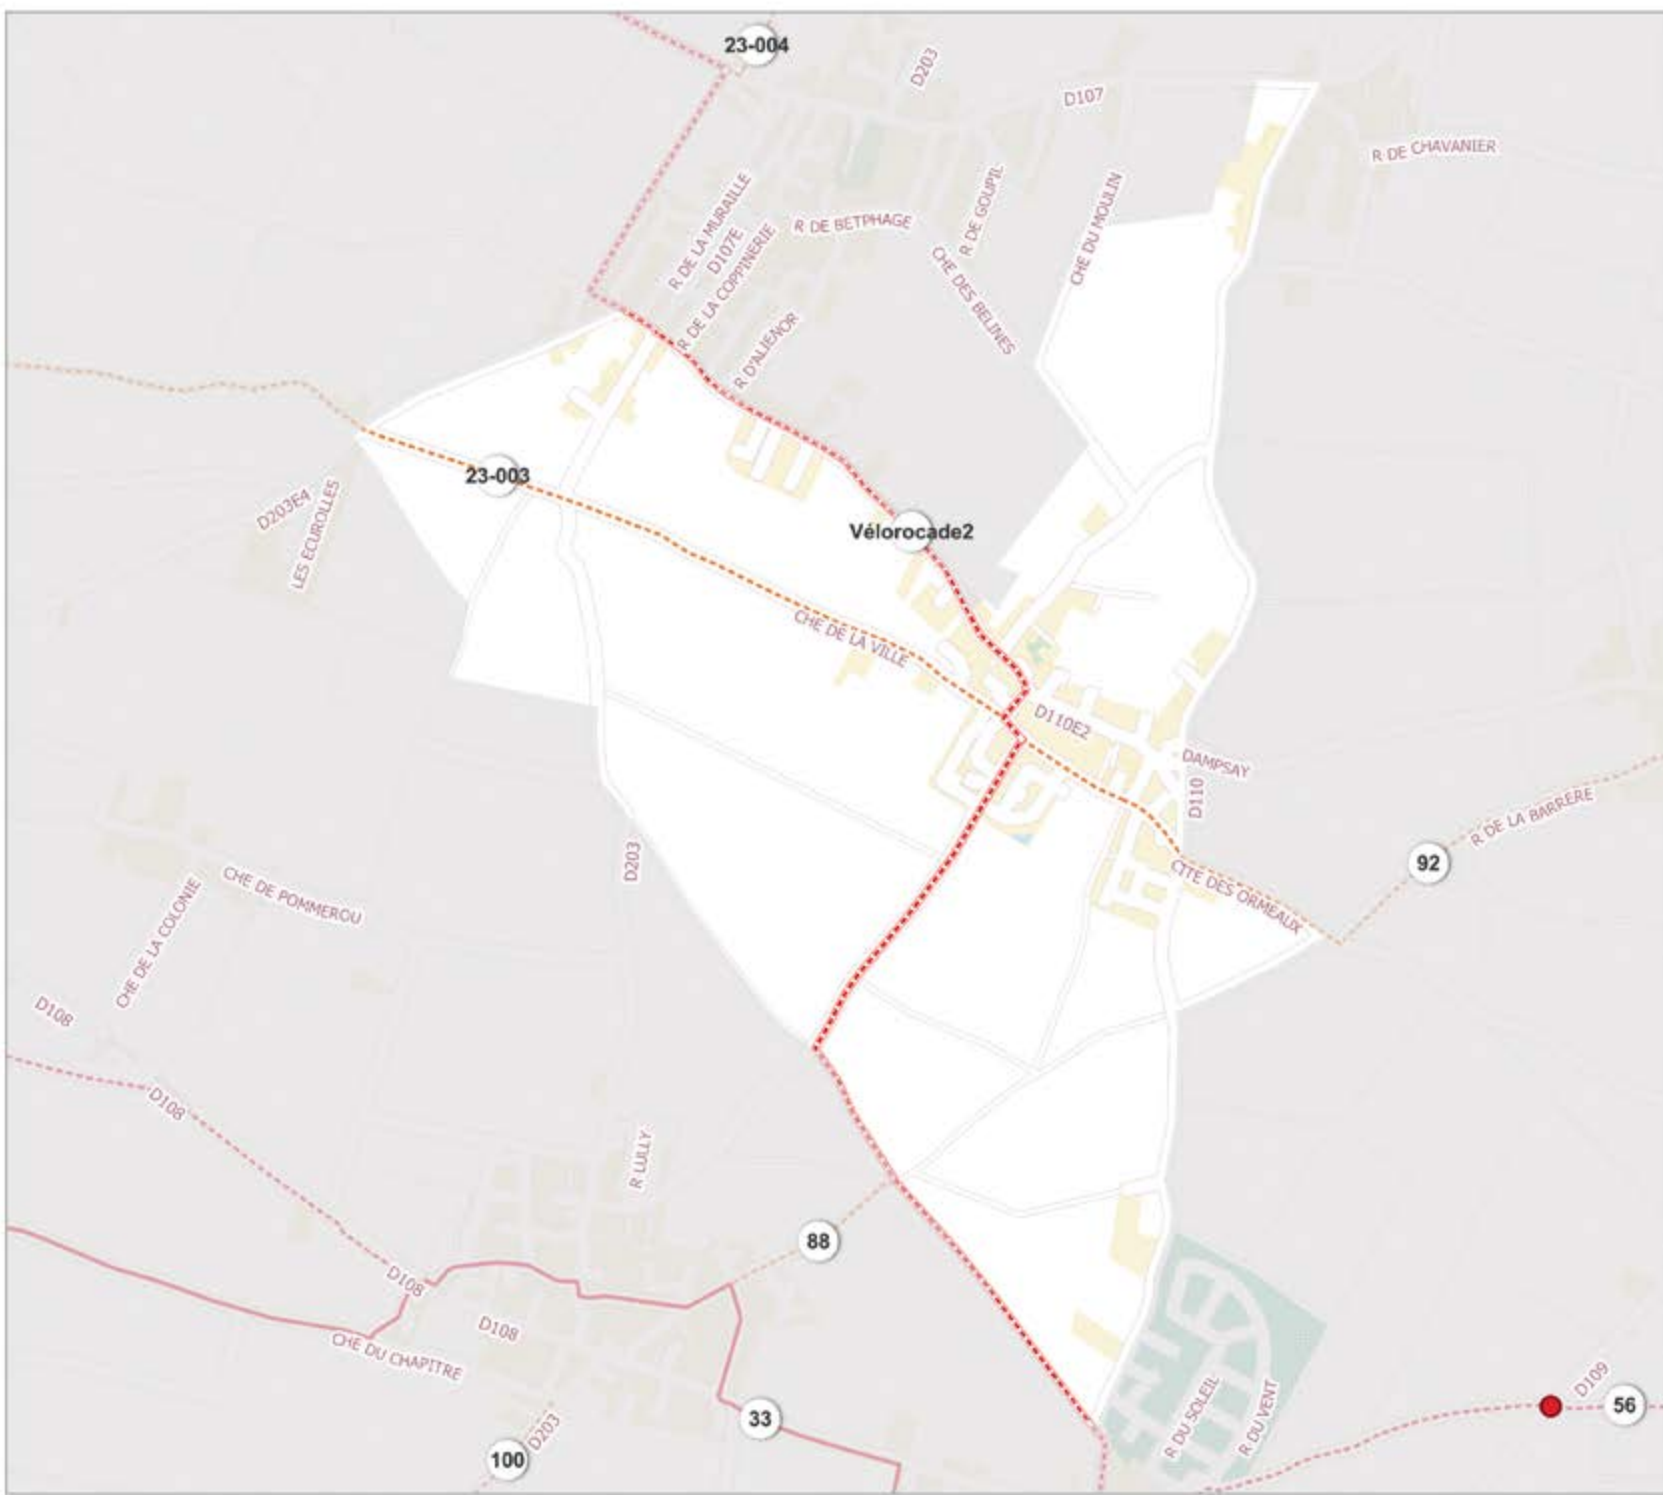 23-004
D203
D107
R DE CHAVANIER
R DE LA MURAILLE
D107E
R DE LA COPPINERIE
R DE BETPHAGE
R DE GOUPIL
CHE DU MOULIN
CHE DES BELINES
R D'ALIENOR
23-003
D203E4
LES ECUROLLES
Vélorocade2
CHE DE LA VILLE
D110E2
DAMPSAY
D110
R DE LA BARRERE
92
CITE DES ORMEAUX
D203
CHE DE POMMEROU
CHE DE LA COLONIE
D108
D108
R LULLY
88
D108
D108
CHE DU CHAPITRE
33
D203
100
R DU SOLEIL
R DU VENT
D109
56